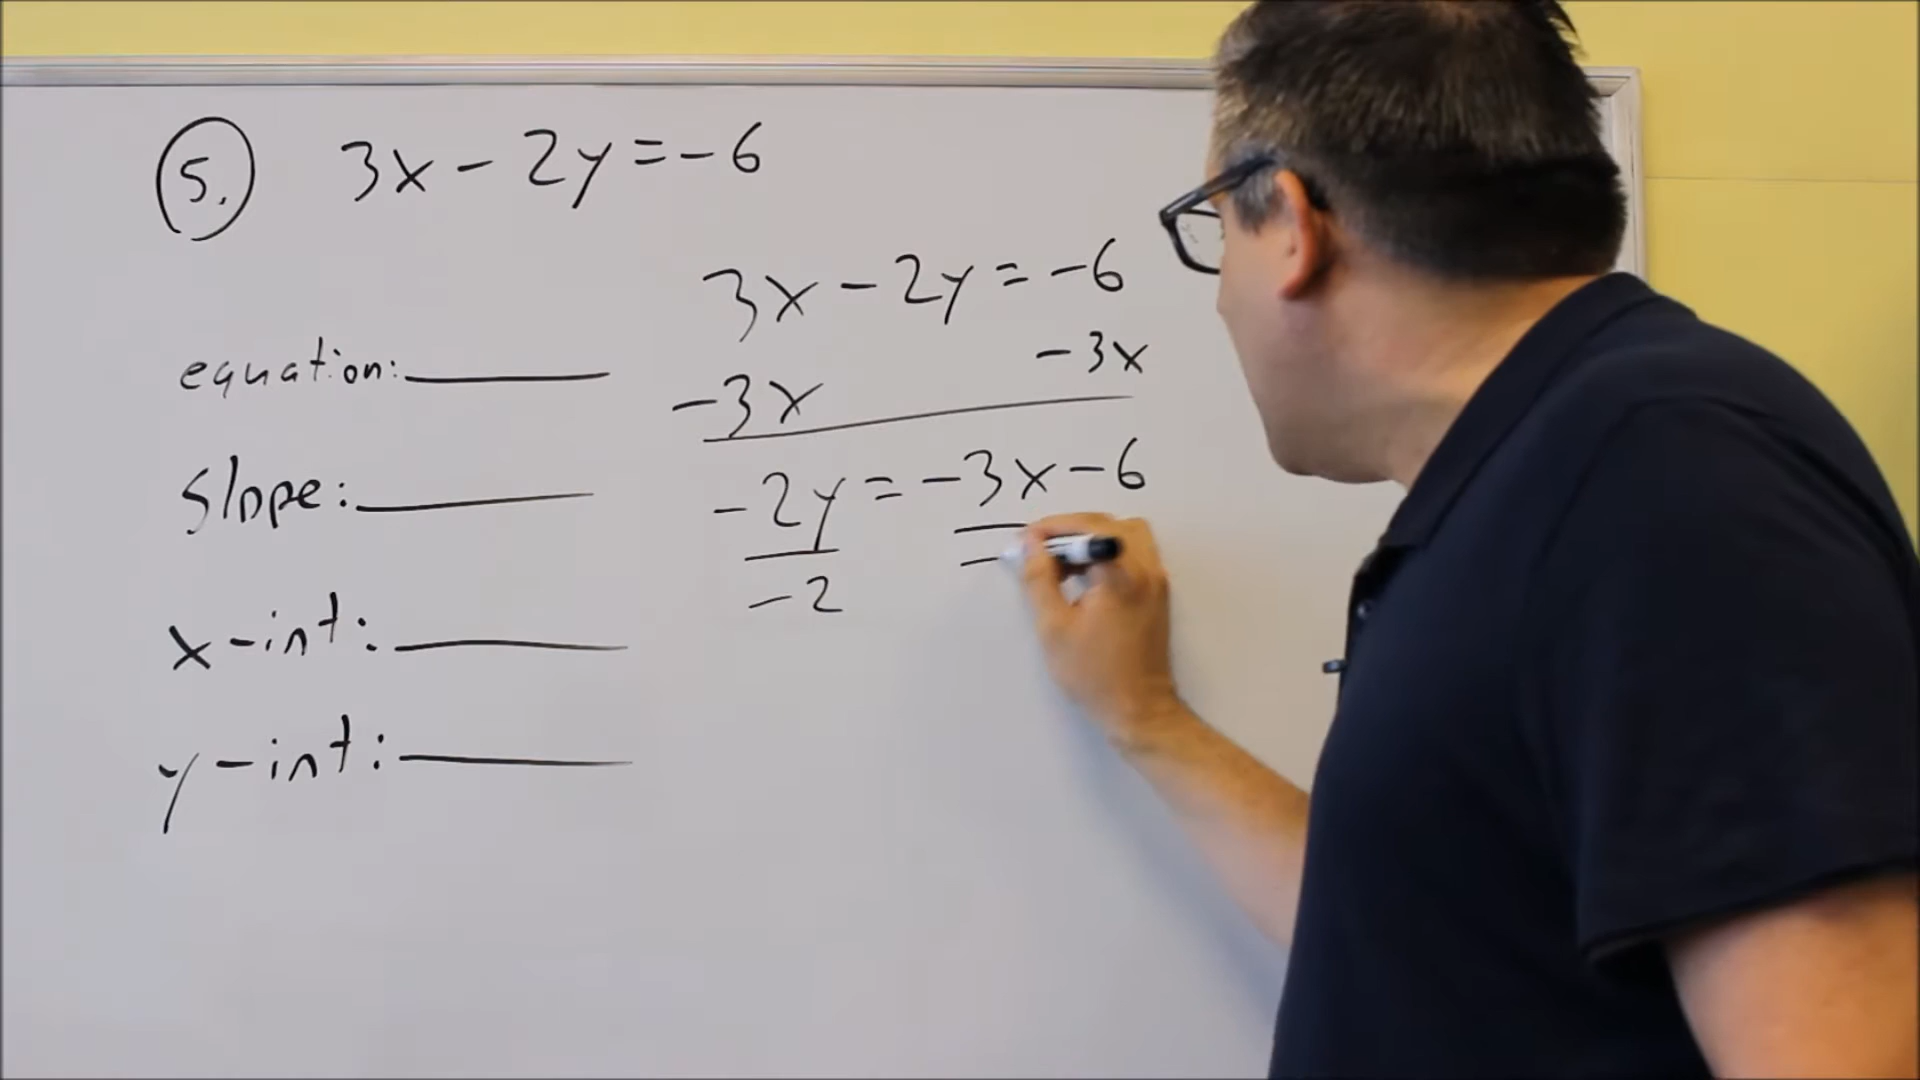 5. 3x - 2y = -6
equation:
slope:
x-int:
y-int:
3x - 2y = -6
-3x -3x
-2y = -3x - 6
-2 -